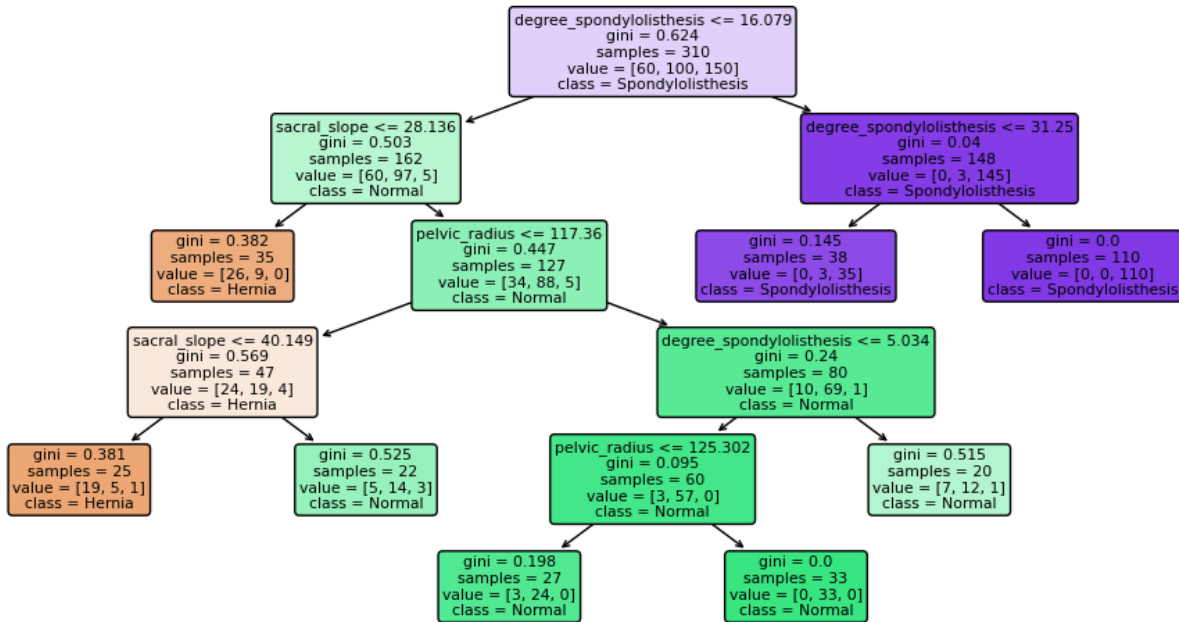 degree_spondylolisthesis <= 16.079
gini = 0.624
samples = 310
value = [60, 100, 150]
class = Spondylolisthesis
sacral_slope <= 28.136
gini = 0.503
samples = 162
value = [60, 97, 5]
class = Normal
degree_spondylolisthesis <= 31.25
gini = 0.04
samples = 148
value = [0, 3, 145]
class = Spondylolisthesis
gini = 0.382
samples = 35
value = [26, 9, 0]
class = Hernia
pelvic_radius <= 117.36
gini = 0.447
samples = 127
value = [34, 88, 5]
class = Normal
gini = 0.145
samples = 38
value = [0, 3, 35]
class = Spondylolisthesis
gini = 0.0
samples = 110
value = [0, 0, 110]
class = Spondylolisthesis
sacral_slope <= 40.149
gini = 0.569
samples = 47
value = [24, 19, 4]
class = Hernia
degree_spondylolisthesis <= 5.034
gini = 0.24
samples = 80
value = [10, 69, 1]
class = Normal
gini = 0.381
samples = 25
value = [19, 5, 1]
class = Hernia
gini = 0.525
samples = 22
value = [5, 14, 3]
class = Normal
pelvic_radius <= 125.302
gini = 0.095
samples = 60
value = [3, 57, 0]
class = Normal
gini = 0.515
samples = 20
value = [7, 12, 1]
class = Normal
gini = 0.198
samples = 27
value = [3, 24, 0]
class = Normal
gini = 0.0
samples = 33
value = [0, 33, 0]
class = Normal